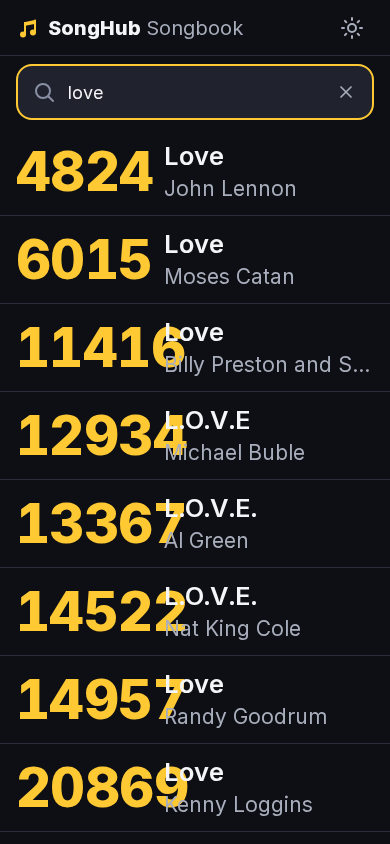 SongHub Songbook
love
4824 Love
John Lennon
6015 Love
Moses Catan
11416 Love
Billy Preston and S...
12934 L.O.V.E
Michael Buble
13367 L.O.V.E.
Al Green
14522 L.O.V.E.
Nat King Cole
14957 Love
Randy Goodrum
20869 Love
Kenny Loggins